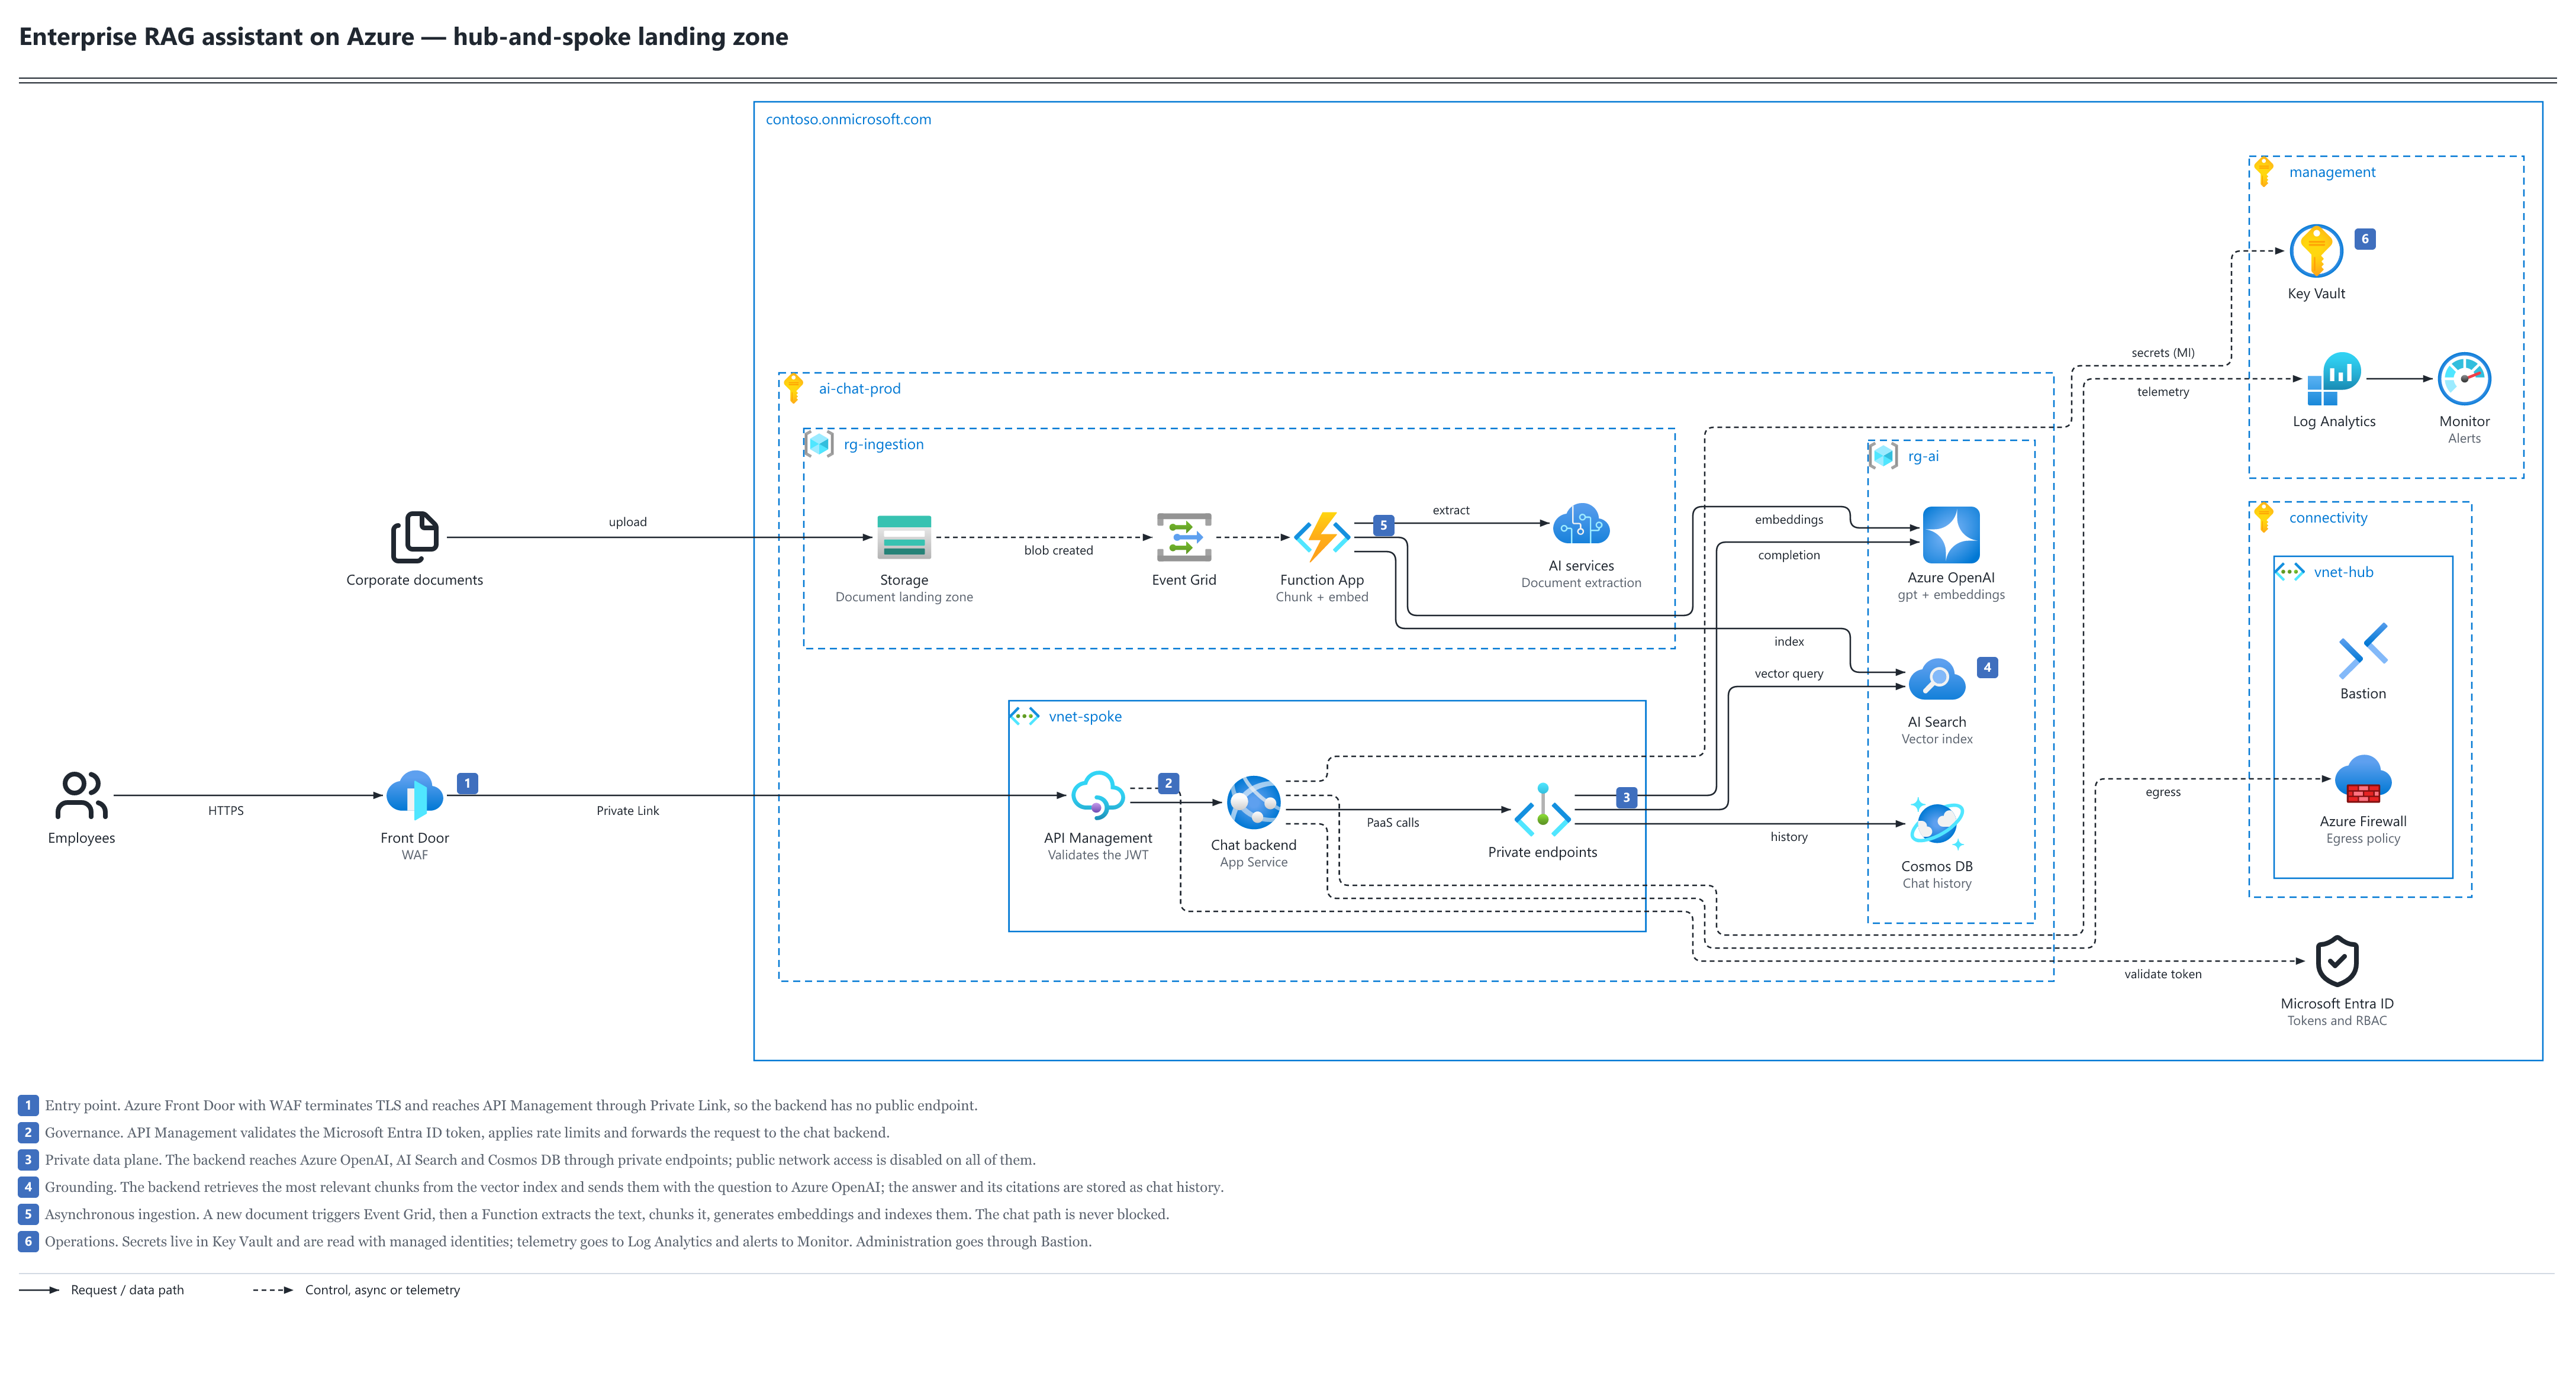 Enterprise RAG assistant on Azure — hub-and-spoke landing zone
contoso.onmicrosoft.com
management
6
Key Vault
secrets (MI)
telemetry
Log Analytics
Monitor
Alerts
ai-chat-prod
rg-ingestion
rg-ai
connectivity
vnet-hub
Corporate documents
upload
Storage
Document landing zone
blob created
Event Grid
Function App
Chunk + embed
5
extract
AI services
Document extraction
embeddings
completion
Azure OpenAI
gpt + embeddings
index
vector query
4
AI Search
Vector index
Bastion
vnet-spoke
Employees
HTTPS
Front Door
WAF
1
Private Link
API Management
Validates the JWT
2
Chat backend
App Service
PaaS calls
Private endpoints
3
history
Cosmos DB
Chat history
egress
Azure Firewall
Egress policy
validate token
Microsoft Entra ID
Tokens and RBAC
1 Entry point. Azure Front Door with WAF terminates TLS and reaches API Management through Private Link, so the backend has no public endpoint.
2 Governance. API Management validates the Microsoft Entra ID token, applies rate limits and forwards the request to the chat backend.
3 Private data plane. The backend reaches Azure OpenAI, AI Search and Cosmos DB through private endpoints; public network access is disabled on all of them.
4 Grounding. The backend retrieves the most relevant chunks from the vector index and sends them with the question to Azure OpenAI; the answer and its citations are stored as chat history.
5 Asynchronous ingestion. A new document triggers Event Grid, then a Function extracts the text, chunks it, generates embeddings and indexes them. The chat path is never blocked.
6 Operations. Secrets live in Key Vault and are read with managed identities; telemetry goes to Log Analytics and alerts to Monitor. Administration goes through Bastion.
Request / data path
Control, async or telemetry